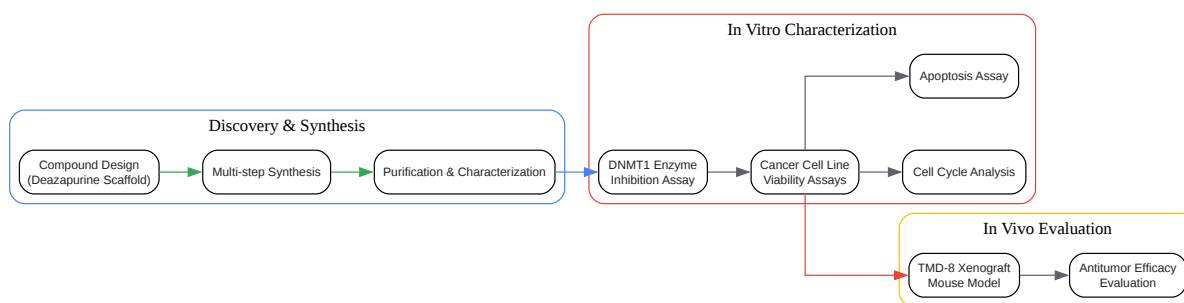 Discovery & Synthesis
Compound Design
(Deazapurine Scaffold)
Multi-step Synthesis
Purification & Characterization
In Vitro Characterization
DNMT1 Enzyme
Inhibition Assay
Cancer Cell Line
Viability Assays
Apoptosis Assay
Cell Cycle Analysis
In Vivo Evaluation
TMD-8 Xenograft
Mouse Model
Antitumor Efficacy
Evaluation